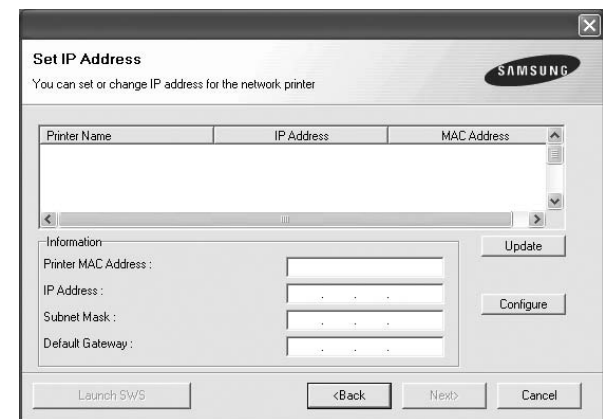 Set IP Address
You can set or change IP address for the network printer
SAMSUNG
Printer Name IP Address MAC Address
Information
Printer MAC Address :
IP Address :
Subnet Mask :
Default Gateway :
Update
Configure
Launch SWS <Back Next> Cancel